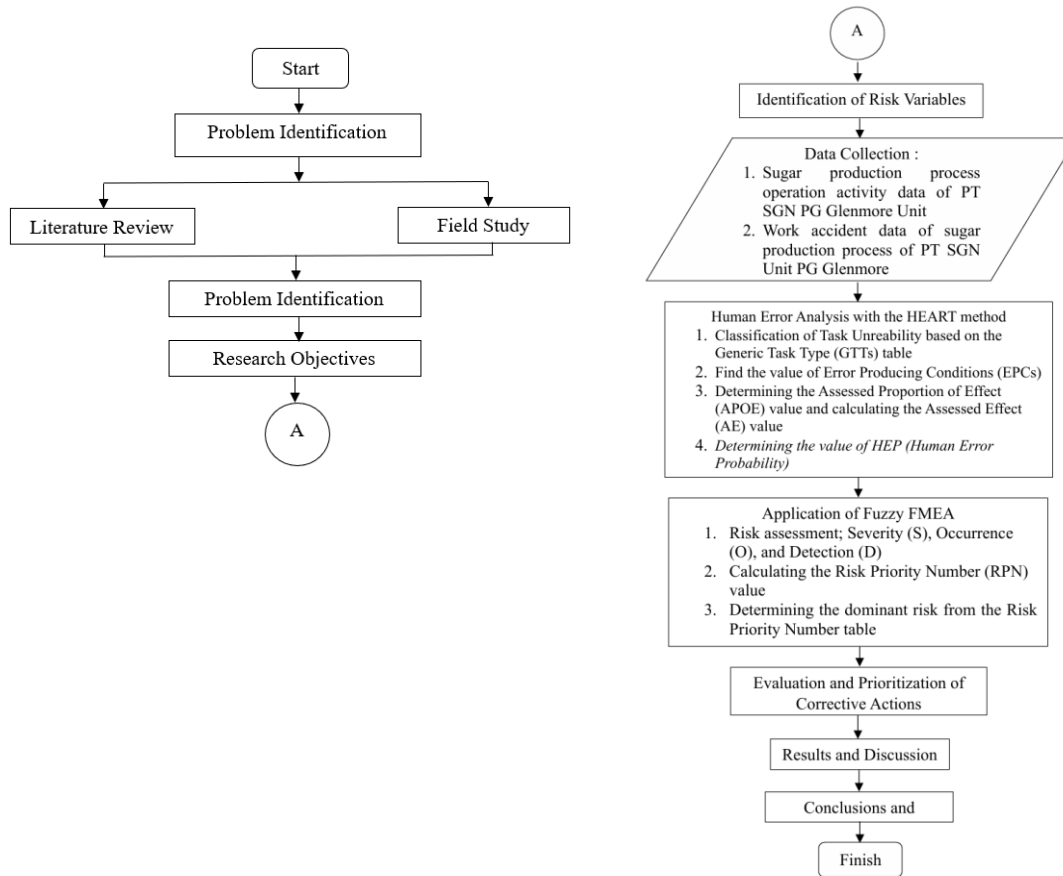 Start
Problem Identification
Literature Review
Field Study
Problem Identification
Research Objectives
A
A
Identification of Risk Variables
Data Collection :
1. Sugar production process
operation activity data of PT
SGN PG Glenmore Unit
2. Work accident data of sugar
production process of PT SGN
Unit PG Glenmore
Human Error Analysis with the HEART method
1. Classification of Task Unreability based on the
Generic Task Type (GTTs) table
2. Find the value of Error Producing Conditions (EPCs)
3. Determining the Assessed Proportion of Effect
(APOE) value and calculating the Assessed Effect
(AE) value
4. Determining the value of HEP (Human Error
Probability)
Application of Fuzzy FMEA
1. Risk assessment; Severity (S), Occurrence
(O), and Detection (D)
2. Calculating the Risk Priority Number (RPN)
value
3. Determining the dominant risk from the Risk
Priority Number table
Evaluation and Prioritization of
Corrective Actions
Results and Discussion
Conclusions and
Finish